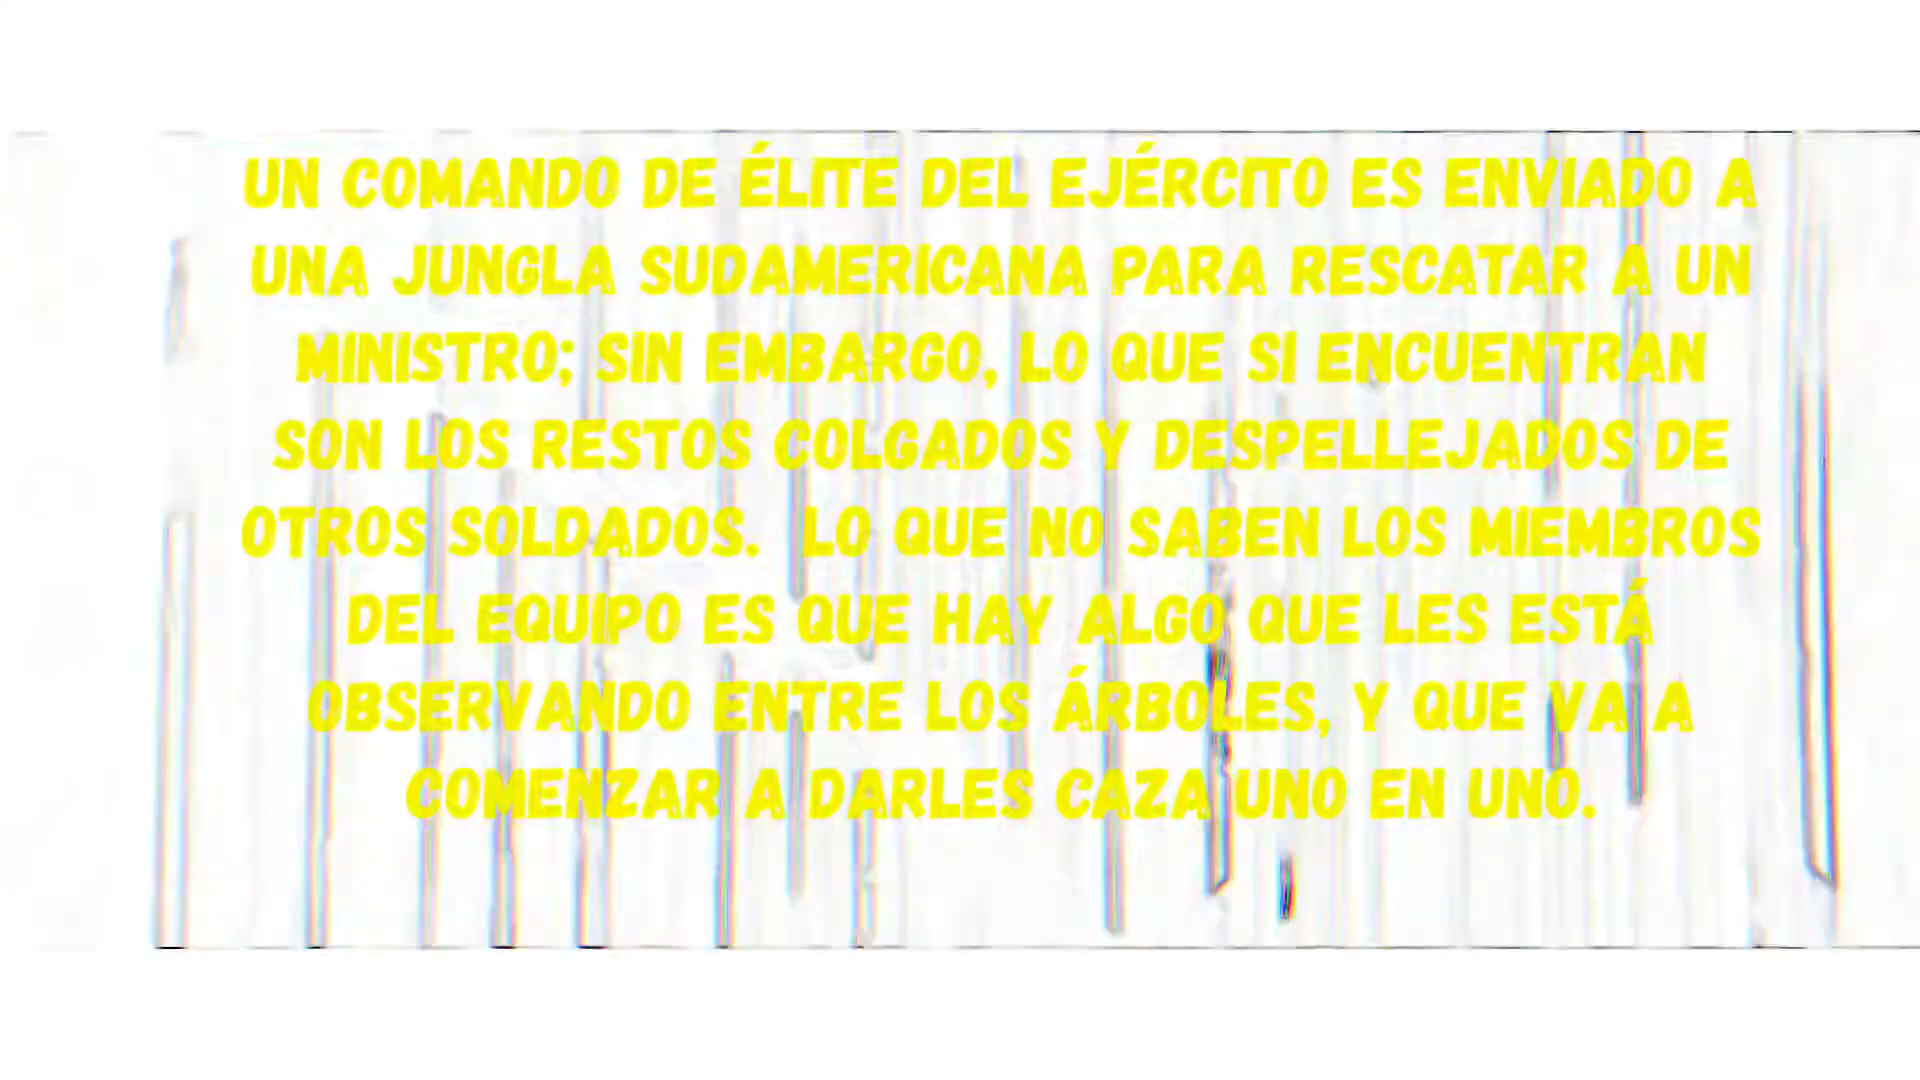 UN COMANDO DE ÉLITE DEL EJÉRCITO ES ENVIADO A
UNA JUNGLA SUDAMERICANA PARA RESCATAR A UN
MINISTRO; SIN EMBARGO, LO QUE SI ENCUENTRAN
SON LOS RESTOS COLGADOS Y DESPELLEJADOS DE
OTROS SOLDADOS. LO QUE NO SABEN LOS MIEMBROS
DEL EQUIPO ES QUE HAY ALGO QUE LES ESTÁ
OBSERVANDO ENTRE LOS ÁRBOLES, Y QUE VA A
COMENZAR A DARLES CAZA UNO EN UNO.